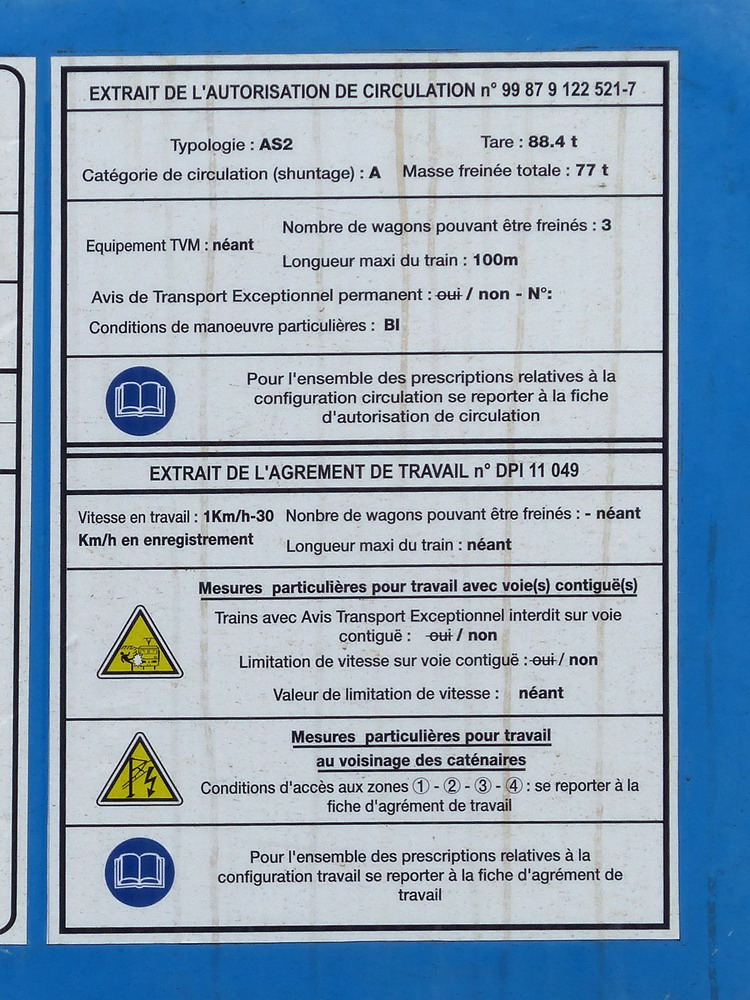 EXTRAIT DE L'AUTORISATION DE CIRCULATION n° 99 87 9 122 521-7
Typologie : AS2 Tare : 88.4 t
Catégorie de circulation (shuntage) : A Masse freinée totale : 77 t
Nombre de wagons pouvant être freinés : 3
Equipement TVM : néant
Longueur maxi du train : 100m
Avis de Transport Exceptionnel permanent : oui / non - N°:
Conditions de manoeuvre particulières : BI
Pour l'ensemble des prescriptions relatives à la
configuration circulation se reporter à la fiche
d'autorisation de circulation
EXTRAIT DE L'AGREMENT DE TRAVAIL n° DPI 11 049
Vitesse en travail : 1Km/h-30 Nonbre de wagons pouvant être freinés : - néant
Km/h en enregistrement
Longueur maxi du train : néant
Mesures particulières pour travail avec voie(s) contiguë(s)
Trains avec Avis Transport Exceptionnel interdit sur voie
contiguë : oui / non
Limitation de vitesse sur voie contiguë : oui / non
Valeur de limitation de vitesse : néant
Mesures particulières pour travail
au voisinage des caténaires
Conditions d'accès aux zones ① - ② - ③ - ④ : se reporter à la
fiche d'agrément de travail
Pour l'ensemble des prescriptions relatives à la
configuration travail se reporter à la fiche d'agrément de
travail